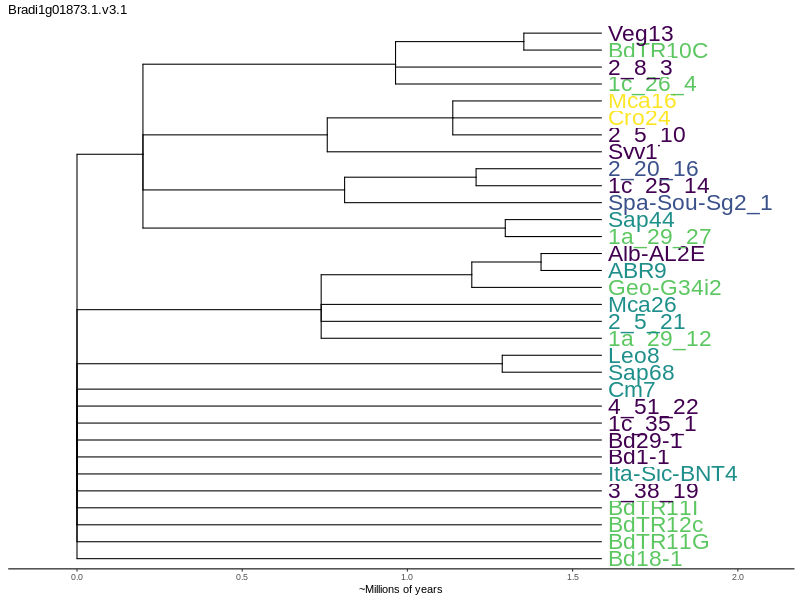 Bradi1g01873.1.v3.1
Veg13
BdTR10C
2_8_3
1c_26_4
Mca16
Cro24
2_5_10
Svv1
2_20_16
1c_25_14
Spa-Sou-Sg2_1
Sap44
1a_29_27
Alb-AL2E
ABR9
Geo-G34i2
Mca26
2_5_21
1a_29_12
Leo8
Sap68
Cm7
4_51_22
1c_35_1
Bd29-1
Bd1-1
Ita-Sic-BNT4
3_38_19
BdTR11I
BdTR12c
BdTR11G
Bd18-1
0.0 0.5 1.0 1.5 2.0
~Millions of years